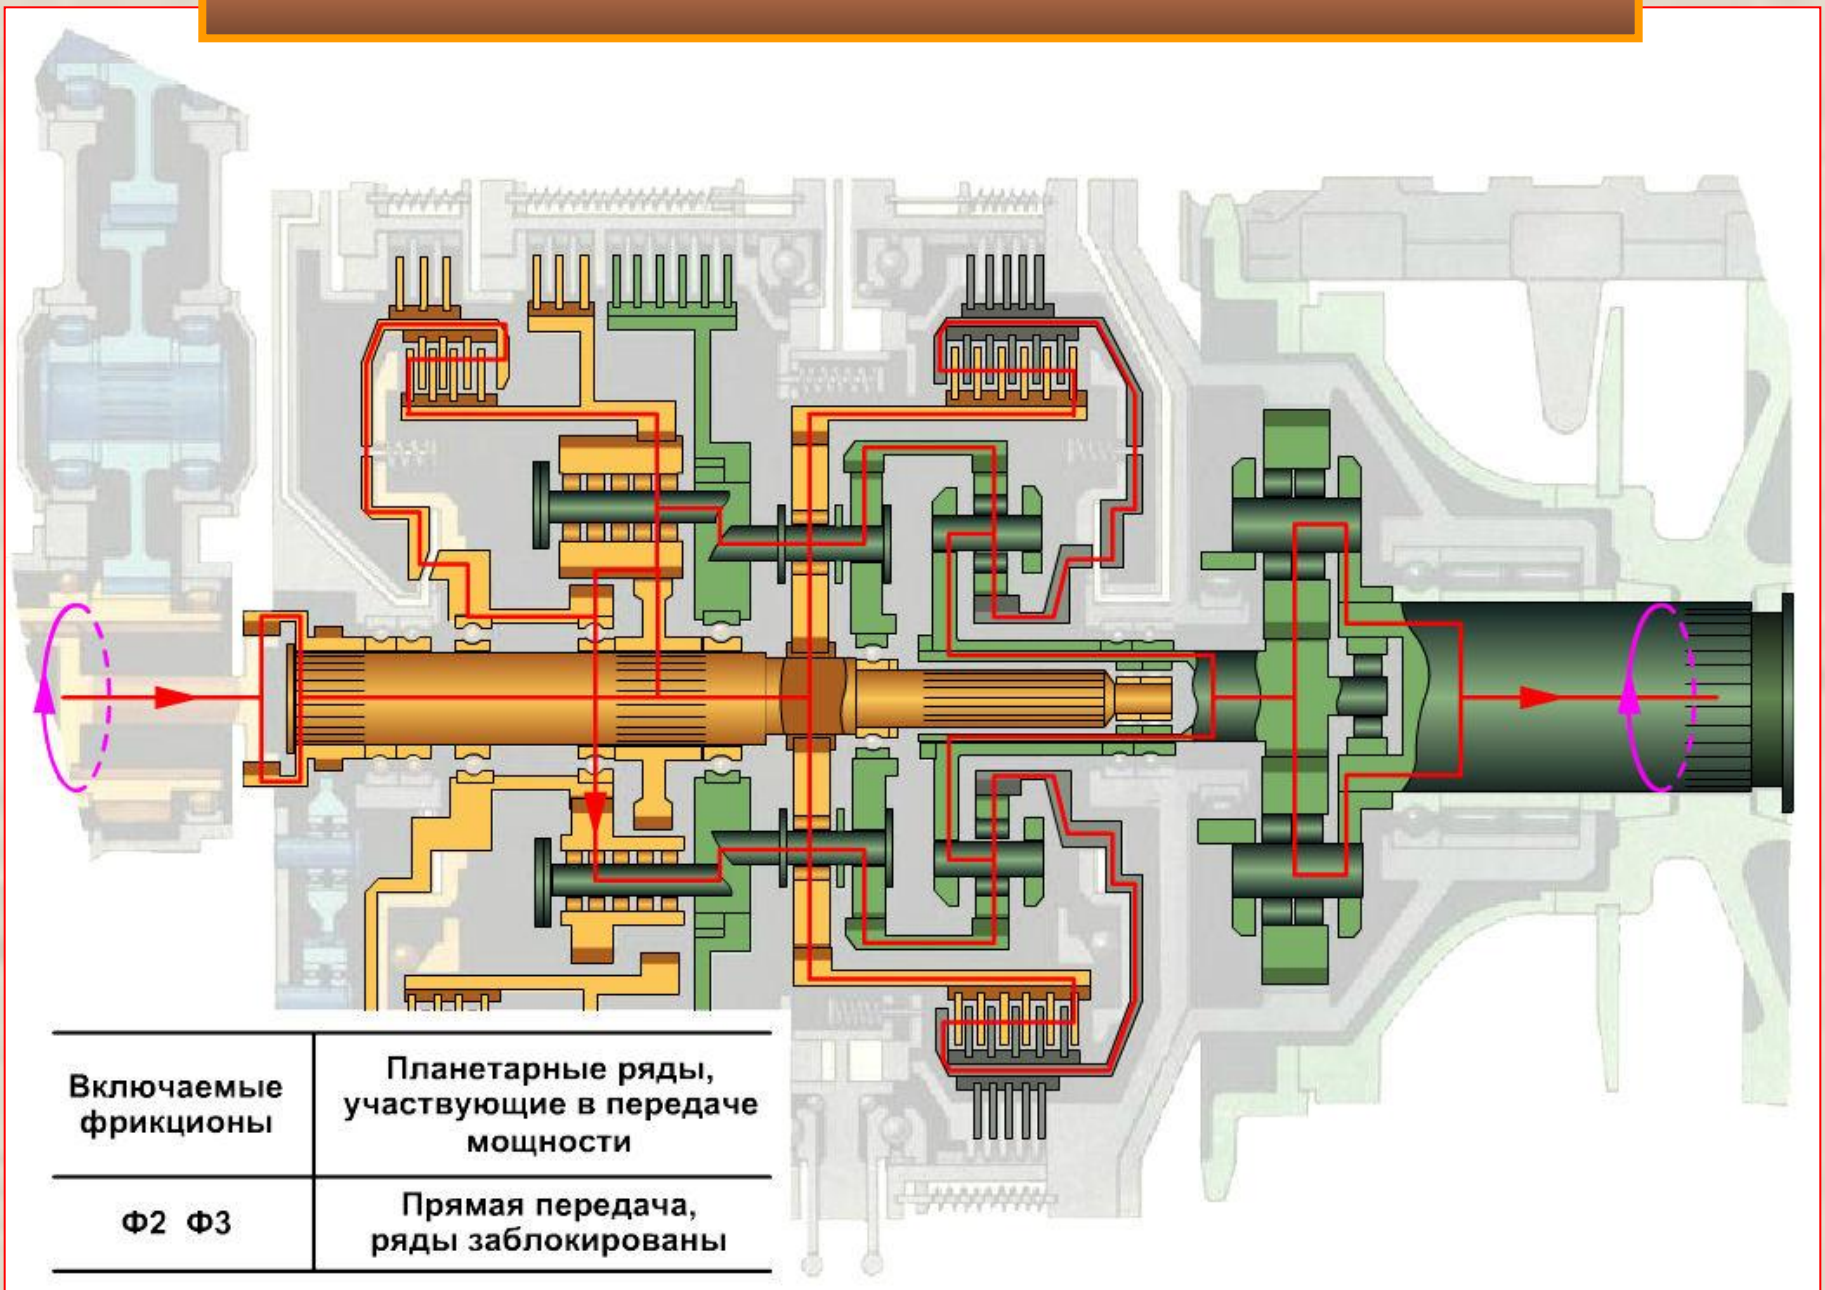 Включаемые
фрикционы
Планетарные ряды,
участвующие в передаче
мощности
Ф2 Ф3
Прямая передача,
ряды заблокированы